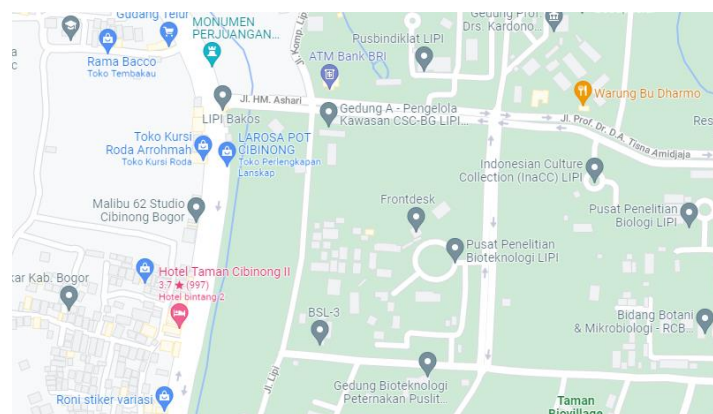 Gudang Telur
MONUMEN
PERJUANGAN...
Rama Bacco
Toko Tembakau
Jl. Komp. Lipi
Pusbindiklat LIPI
Gedung Prof.
Drs. Kardono...
ATM Bank BRI
Warung Bu Dharmo
Jl. HM. Ashari
LIPI Bakos
Gedung A - Pengelola
Kawasan CSC-BG LIPI...
Jl. Prof. Dr. D.A. Tisna Amidjaja
Res
Toko Kursi
Roda Arrohmah
Toko Kursi Roda
LAROSA POT
CIBINONG
Toko Perlengkapan
Lanskap
Indonesian Culture
Collection (InaCC) LIPI
Malibu 62 Studio
Cibinong Bogor
Frontdesk
Pusat Penelitian
Biologi LIPI
Pusat Penelitian
Bioteknologi LIPI
Hotel Taman Cibinong II
3,7 ★ (997)
Hotel bintang 2
kar Kab. Bogor
BSL-3
Bidang Botani
& Mikrobiologi - RCB...
Jl. Lipi
Gedung Bioteknologi
Peternakan Puslit...
Roni stiker variasi
Taman
Biovillage